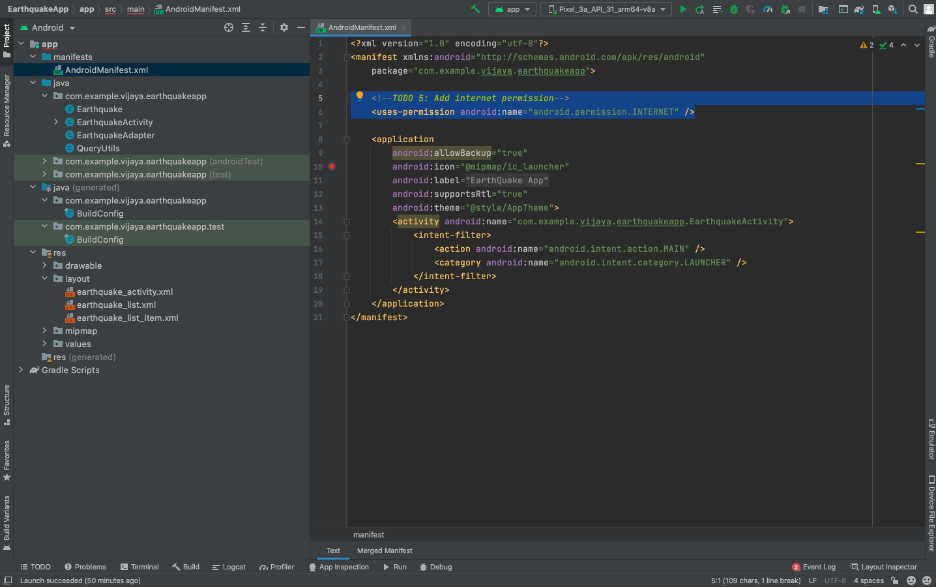 EarthquakeApp app src main AndroidManifest.xml
app Pixel_3a_API_31_arm64-v8a
Android
AndroidManifest.xml
Project
Resource Manager
Structure
Favorites
Build Variants
app
manifests
AndroidManifest.xml
java
com.example.vijaya.earthquakeapp
Earthquake
EarthquakeActivity
EarthquakeAdapter
QueryUtils
com.example.vijaya.earthquakeapp (androidTest)
com.example.vijaya.earthquakeapp (test)
java (generated)
com.example.vijaya.earthquakeapp
BuildConfig
com.example.vijaya.earthquakeapp.test
BuildConfig
res
drawable
layout
earthquake_activity.xml
earthquake_list.xml
earthquake_list_item.xml
mipmap
values
res (generated)
Gradle Scripts
2 4
1 <?xml version="1.0" encoding="utf-8"?>
2 <manifest xmlns:android="http://schemas.android.com/apk/res/android"
3 package="com.example.vijaya.earthquakeapp">
4
5 <!--TODO 5: Add internet permission-->
6 <uses-permission android:name="android.permission.INTERNET" />
7
8 <application
9 android:allowBackup="true"
10 android:icon="@mipmap/ic_launcher"
11 android:label="EarthQuake App"
12 android:supportsRtl="true"
13 android:theme="@style/AppTheme">
14 <activity android:name="com.example.vijaya.earthquakeapp.EarthquakeActivity">
15 <intent-filter>
16 <action android:name="android.intent.action.MAIN" />
17 <category android:name="android.intent.category.LAUNCHER" />
18 </intent-filter>
19 </activity>
20 </application>
21 </manifest>
Gradle
Emulator
Device File Explorer
manifest
Text Merged Manifest
TODO Problems Terminal Build Logcat Profiler App Inspection Run Debug 2 Event Log Layout Inspector
Launch succeeded (50 minutes ago) 5:1 (109 chars, 1 line break) LF UTF-8 4 spaces